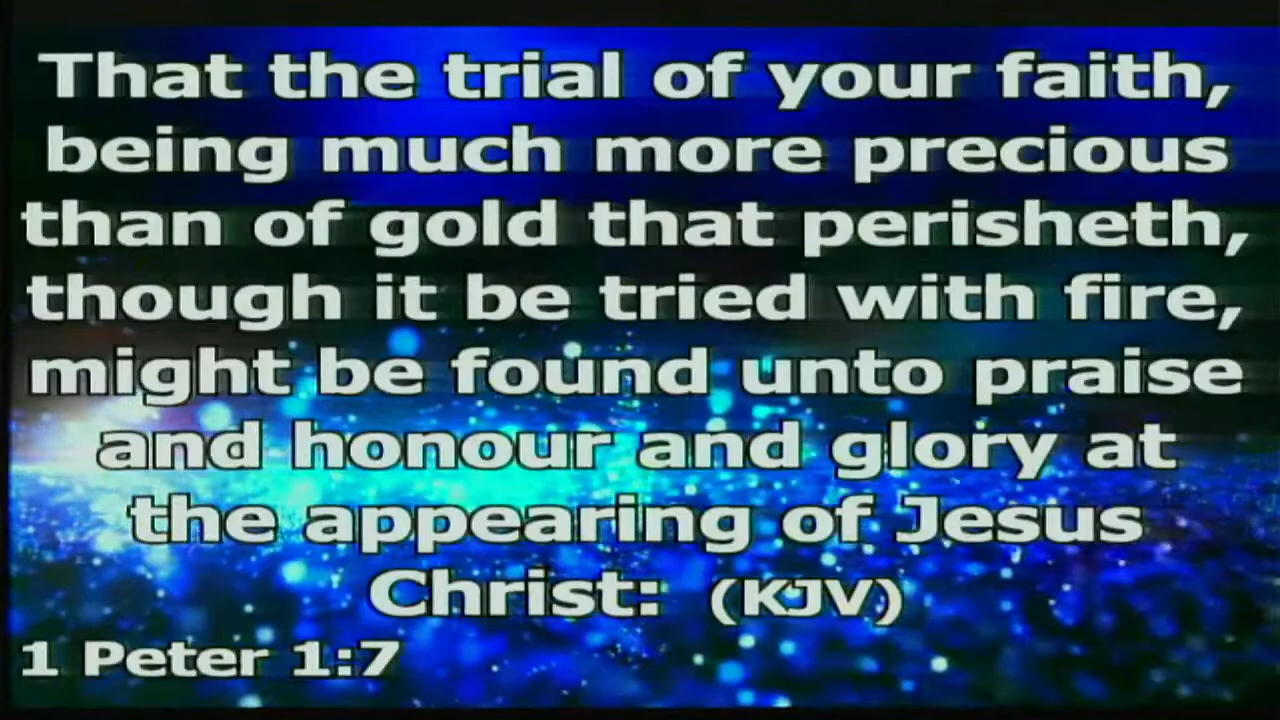 That the trial of your faith,
being much more precious
than of gold that perisheth,
though it be tried with fire,
might be found unto praise
and honour and glory at
the appearing of Jesus
Christ: (KJV)
1 Peter 1:7